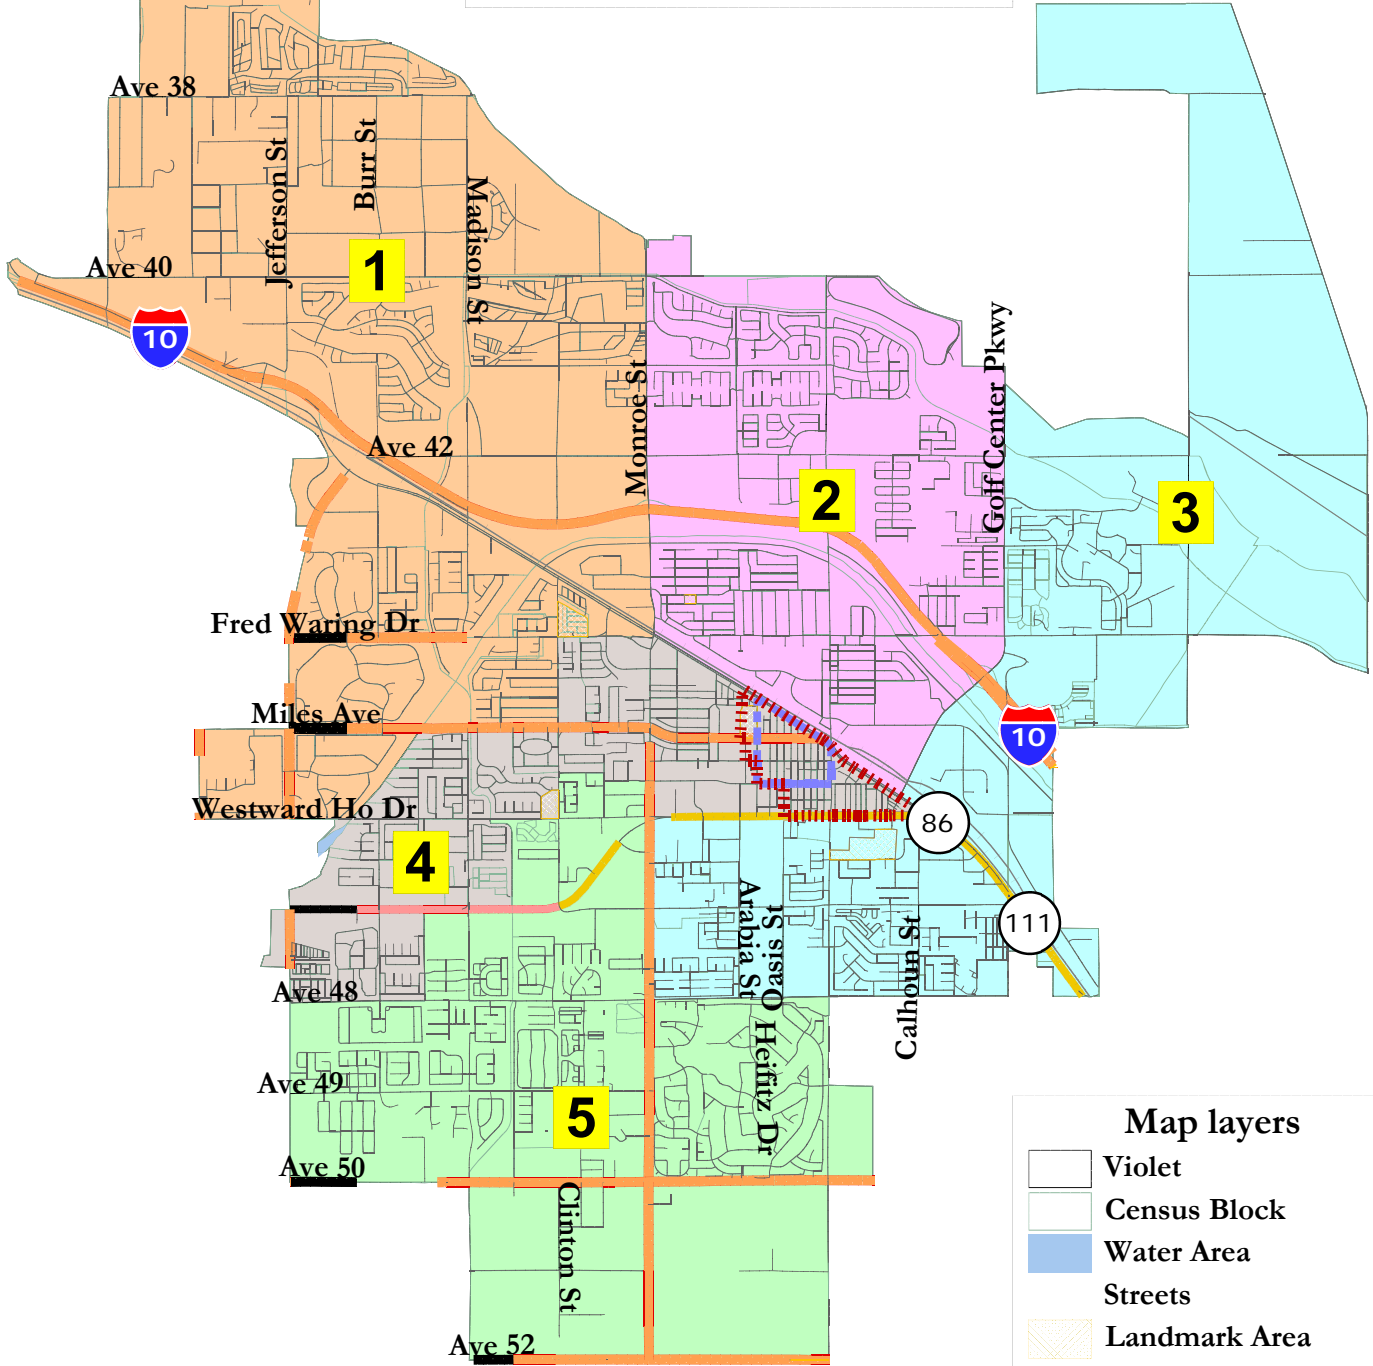 Ave 38
Jefferson St
Burr St
Madison St
Ave 40
1
10
Monroe St
Golf Center Pkwy
Ave 42
2
3
Fred Waring Dr
Miles Ave
10
Westward Ho Dr
86
4
111
Arabia St
Oasis St
Calhoun St
Ave 48
Heifitz Dr
Ave 49
5
Ave 50
Clinton St
Ave 52
Map layers
Violet
Census Block
Water Area
Streets
Landmark Area